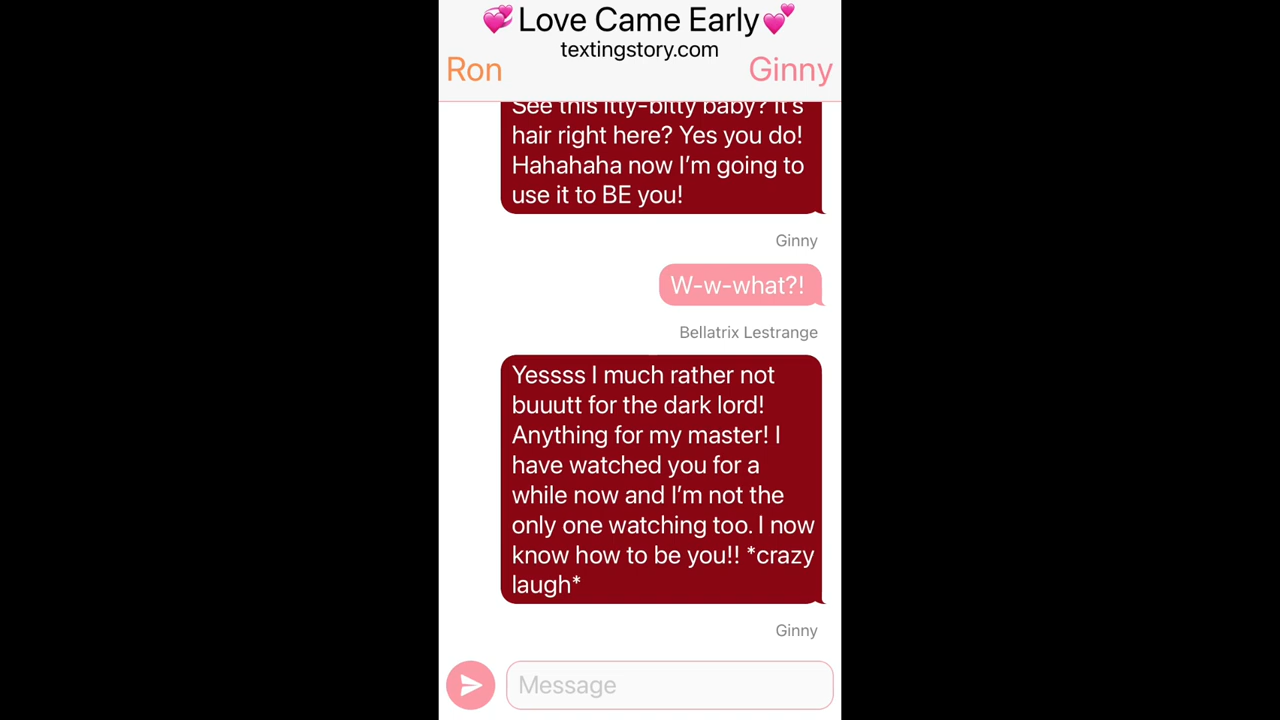 💞Love Came Early💕
textingstory.com
Ron
Ginny
See this itty-bitty baby? It's
hair right here? Yes you do!
Hahahaha now I'm going to
use it to BE you!
Ginny
W-w-what?!
Bellatrix Lestrange
Yessss I much rather not
buuutt for the dark lord!
Anything for my master! I
have watched you for a
while now and I'm not the
only one watching too. I now
know how to be you!! *crazy
laugh*
Ginny
Message